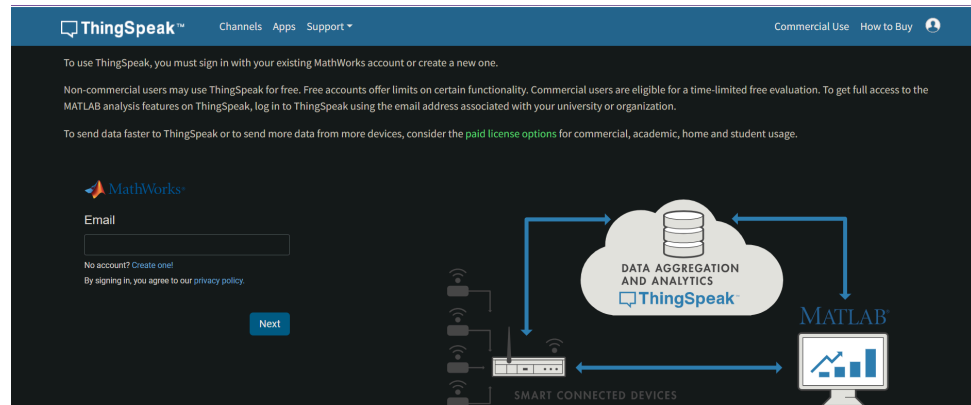 ThingSpeak™ Channels Apps Support Commercial Use How to Buy
To use ThingSpeak, you must sign in with your existing MathWorks account or create a new one.
Non-commercial users may use ThingSpeak for free. Free accounts offer limits on certain functionality. Commercial users are eligible for a time-limited free evaluation. To get full access to the
MATLAB analysis features on ThingSpeak, log in to ThingSpeak using the email address associated with your university or organization.
To send data faster to ThingSpeak or to send more data from more devices, consider the paid license options for commercial, academic, home and student usage.
MathWorks®
Email
No account? Create one!
By signing in, you agree to our privacy policy.
Next
DATA AGGREGATION
AND ANALYTICS
ThingSpeak™
MATLAB®
SMART CONNECTED DEVICES